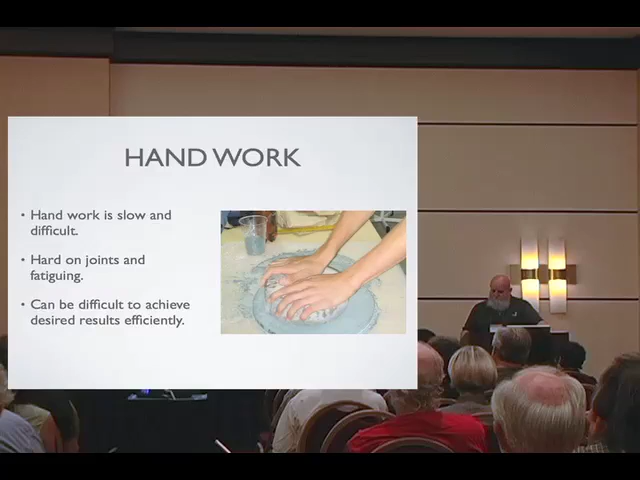 HAND WORK
• Hand work is slow and
difficult.
• Hard on joints and
fatiguing.
• Can be difficult to achieve
desired results efficiently.